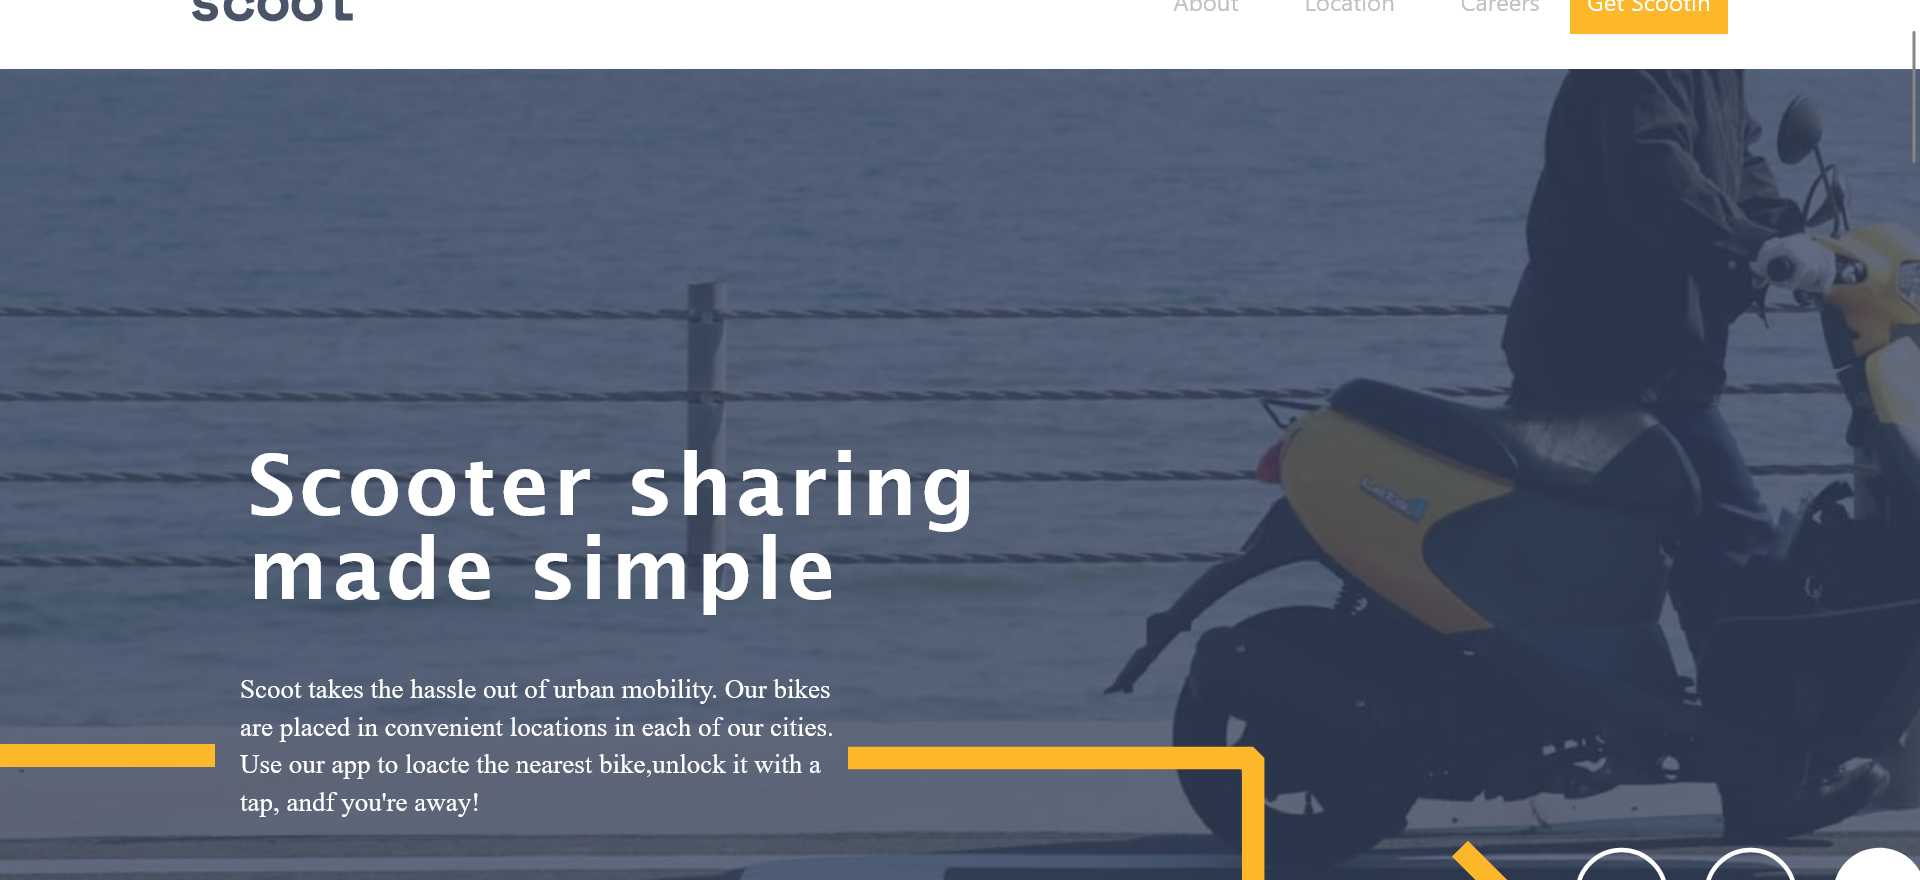 scoot
About Location Careers Get Scootin
Scooter sharing
made simple
Scoot takes the hassle out of urban mobility. Our bikes
are placed in convenient locations in each of our cities.
Use our app to loacte the nearest bike,unlock it with a
tap, andf you're away!